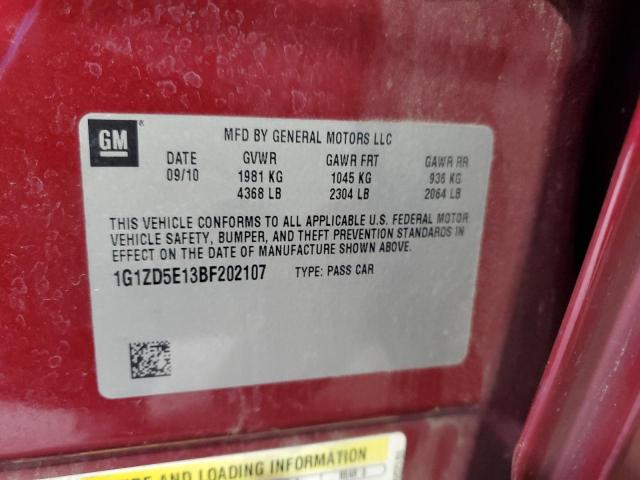 GM
MFD BY GENERAL MOTORS LLC
DATE GVWR GAWR FRT GAWR RR
09/10 1981 KG 1045 KG 936 KG
4368 LB 2304 LB 2064 LB
THIS VEHICLE CONFORMS TO ALL APPLICABLE U.S. FEDERAL MOTOR
VEHICLE SAFETY, BUMPER, AND THEFT PREVENTION STANDARDS IN
EFFECT ON THE DATE OF MANUFACTURE SHOWN ABOVE.
1G1ZD5E13BF202107 TYPE: PASS CAR
AND LOADING INFORMATION